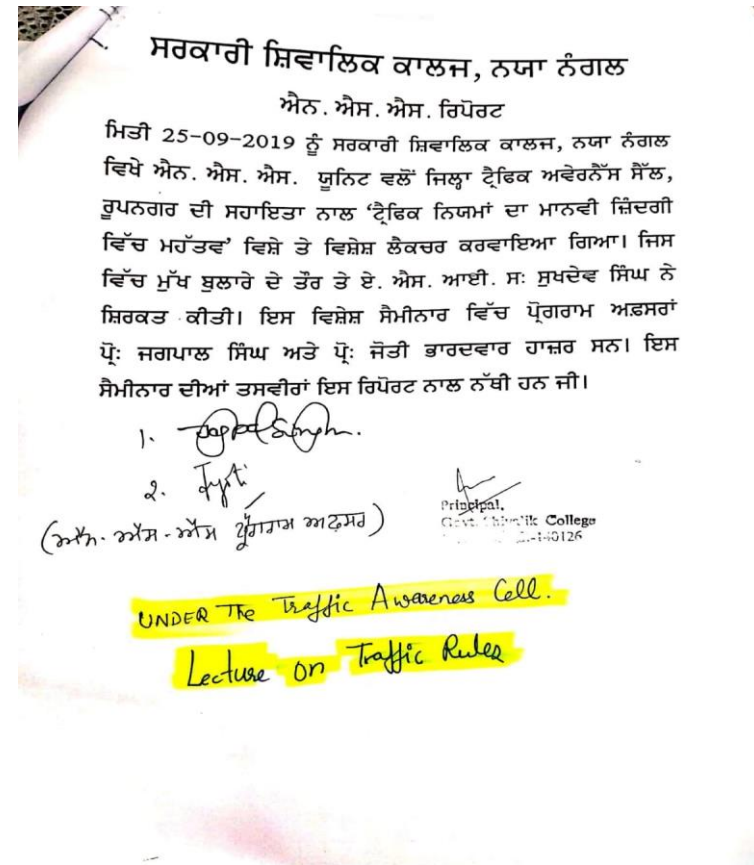 ਸਰਕਾਰੀ ਸ਼ਿਵਾਲਿਕ ਕਾਲਜ, ਨਯਾ ਨੰਗਲ
ਐਨ. ਐਸ. ਐਸ. ਰਿਪੋਰਟ
ਮਿਤੀ 25-09-2019 ਨੂੰ ਸਰਕਾਰੀ ਸ਼ਿਵਾਲਿਕ ਕਾਲਜ, ਨਯਾ ਨੰਗਲ
ਵਿਖੇ ਐਨ. ਐਸ. ਐਸ. ਯੂਨਿਟ ਵਲੋਂ ਜਿਲ੍ਹਾ ਟ੍ਰੈਫਿਕ ਅਵੇਰਨੈੱਸ ਸੈੱਲ,
ਰੂਪਨਗਰ ਦੀ ਸਹਾਇਤਾ ਨਾਲ ‘ਟ੍ਰੈਫਿਕ ਨਿਯਮਾਂ ਦਾ ਮਾਨਵੀ ਜ਼ਿੰਦਗੀ
ਵਿੱਚ ਮਹੱਤਵ’ ਵਿਸ਼ੇ ਤੇ ਵਿਸ਼ੇਸ਼ ਲੈਕਚਰ ਕਰਵਾਇਆ ਗਿਆ। ਜਿਸ
ਵਿੱਚ ਮੁੱਖ ਬੁਲਾਰੇ ਦੇ ਤੌਰ ਤੇ ਏ. ਐਸ. ਆਈ. ਸਃ ਸੁਖਦੇਵ ਸਿੰਘ ਨੇ
ਸ਼ਿਰਕਤ ਕੀਤੀ। ਇਸ ਵਿਸ਼ੇਸ਼ ਸੈਮੀਨਾਰ ਵਿੱਚ ਪ੍ਰੋਗਰਾਮ ਅਫ਼ਸਰਾਂ
ਪ੍ਰੋਃ ਜਗਪਾਲ ਸਿੰਘ ਅਤੇ ਪ੍ਰੋਃ ਜੋਤੀ ਭਾਰਦਵਾਰ ਹਾਜ਼ਰ ਸਨ। ਇਸ
ਸੈਮੀਨਾਰ ਦੀਆਂ ਤਸਵੀਰਾਂ ਇਸ ਰਿਪੋਰਟ ਨਾਲ ਨੱਥੀ ਹਨ ਜੀ।
1. Jagpal Singh.
2. Jyoti
(ਐੱਨ. ਐੱਸ. ਐੱਸ ਪ੍ਰੋਗਰਾਮ ਅਫ਼ਸਰ)
Principal,
Govt. Shivalik College
-140126
UNDER The Traffic Awareness Cell.
Lecture on Traffic Rules